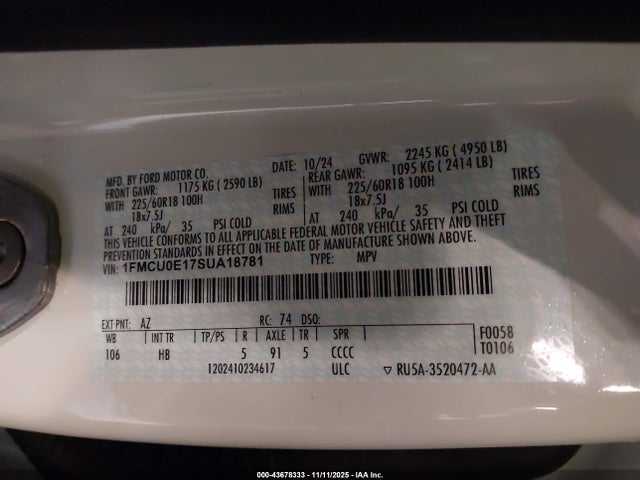 MFD. BY FORD MOTOR CO. DATE: 10/24 GVWR: 2245 KG ( 4950 LB)
FRONT GAWR: 1175 KG ( 2590 LB) REAR GAWR: 1095 KG ( 2414 LB)
WITH 225/60R18 100H TIRES WITH 225/60R18 100H TIRES
18x7.5J RIMS 18x7.5J RIMS
AT 240 kPa/ 35 PSI COLD AT 240 kPa/ 35 PSI COLD
THIS VEHICLE CONFORMS TO ALL APPLICABLE FEDERAL MOTOR VEHICLE SAFETY AND THEFT
PREVENTION STANDARDS IN EFFECT ON THE DATE OF MANUFACTURE SHOWN ABOVE.
VIN: 1FMCU0E17SUA18781 TYPE: MPV
EXT PNT: AZ RC: 74 DSO:
WB INT TR TP/PS R AXLE TR SPR F0058
106 HB 5 91 5 CCCC T0106
1202410234617 ULC ▽ RU5A-3520472-AA
000-43678333 - 11/11/2025 - IAA Inc.